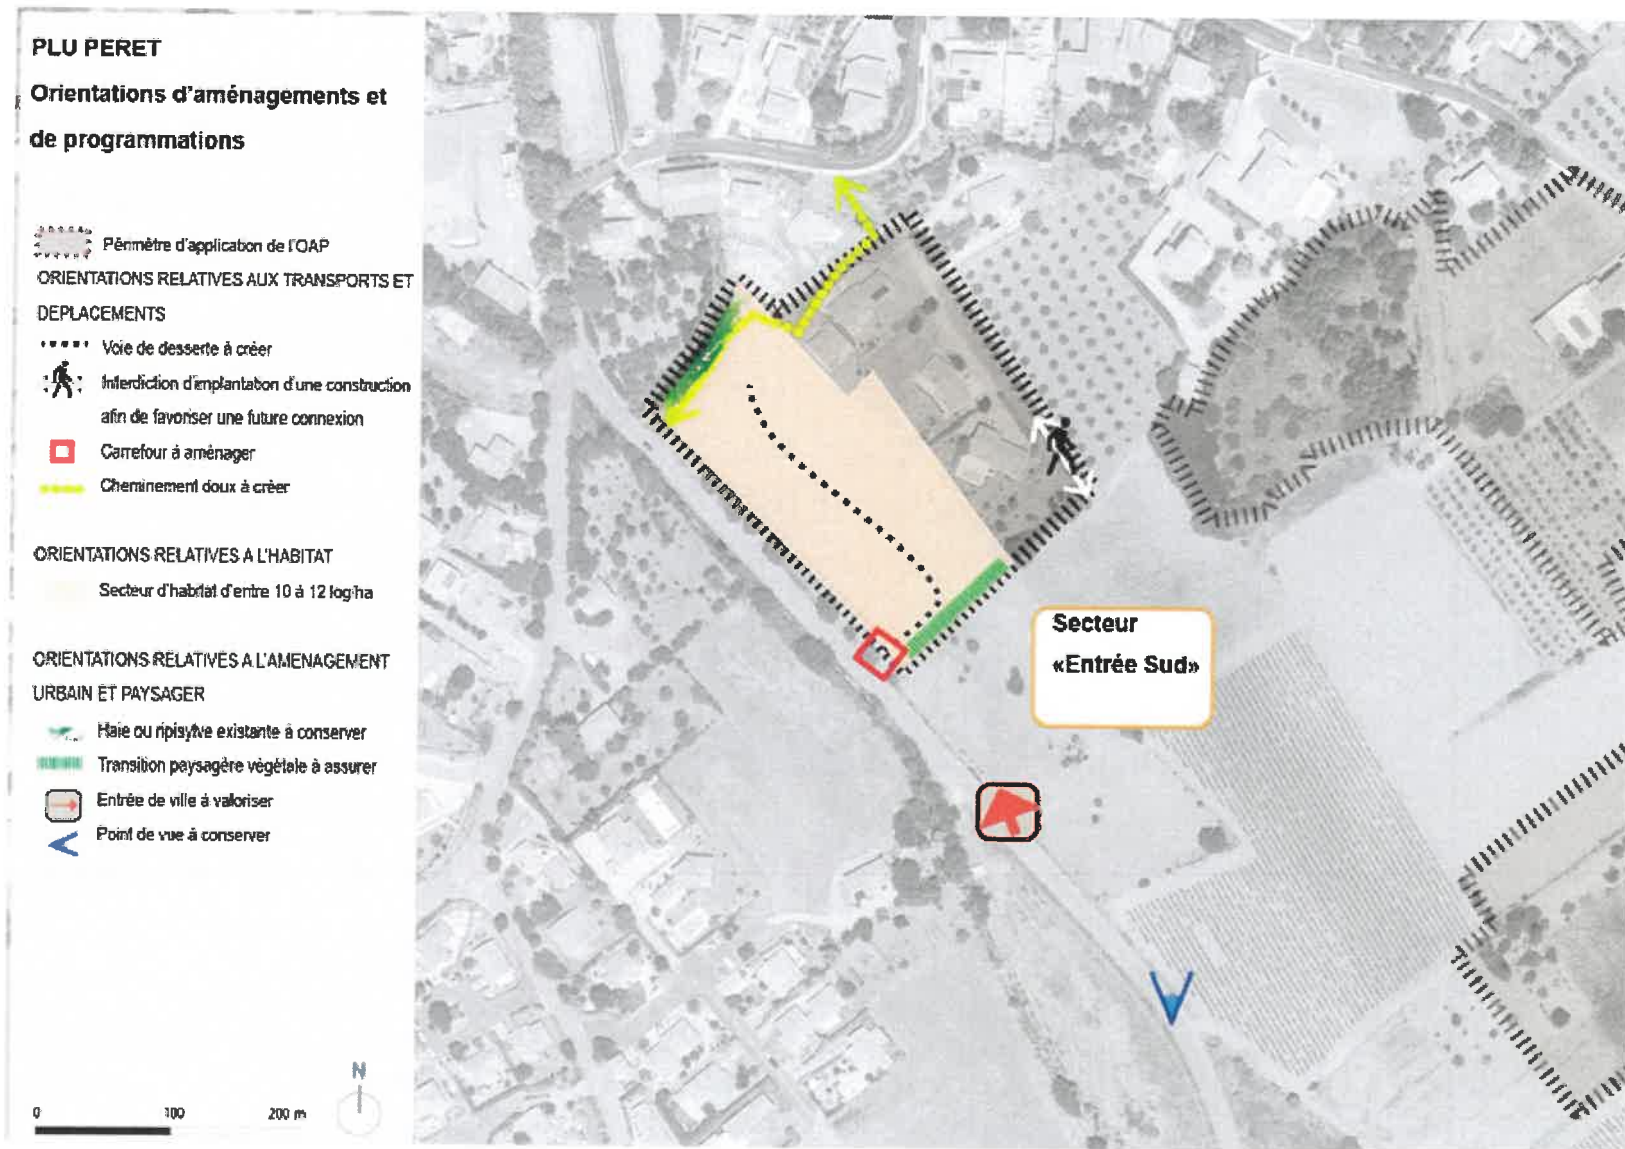 PLU PERET
Orientations d'aménagements et
de programmations
Périmètre d'application de l'OAP
ORIENTATIONS RELATIVES AUX TRANSPORTS ET
DEPLACEMENTS
Voie de desserte à créer
Interdiction d'implantation d'une construction
afin de favoriser une future connexion
Carrefour à aménager
Cheminement doux à créer
ORIENTATIONS RELATIVES A L'HABITAT
Secteur d'habitat d'entre 10 à 12 log/ha
ORIENTATIONS RELATIVES A L'AMENAGEMENT
URBAIN ET PAYSAGER
Haie ou ripisylve existante à conserver
Transition paysagère végétale à assurer
Entrée de ville à valoriser
Point de vue à conserver
N
0 100 200 m
Secteur
«Entrée Sud»